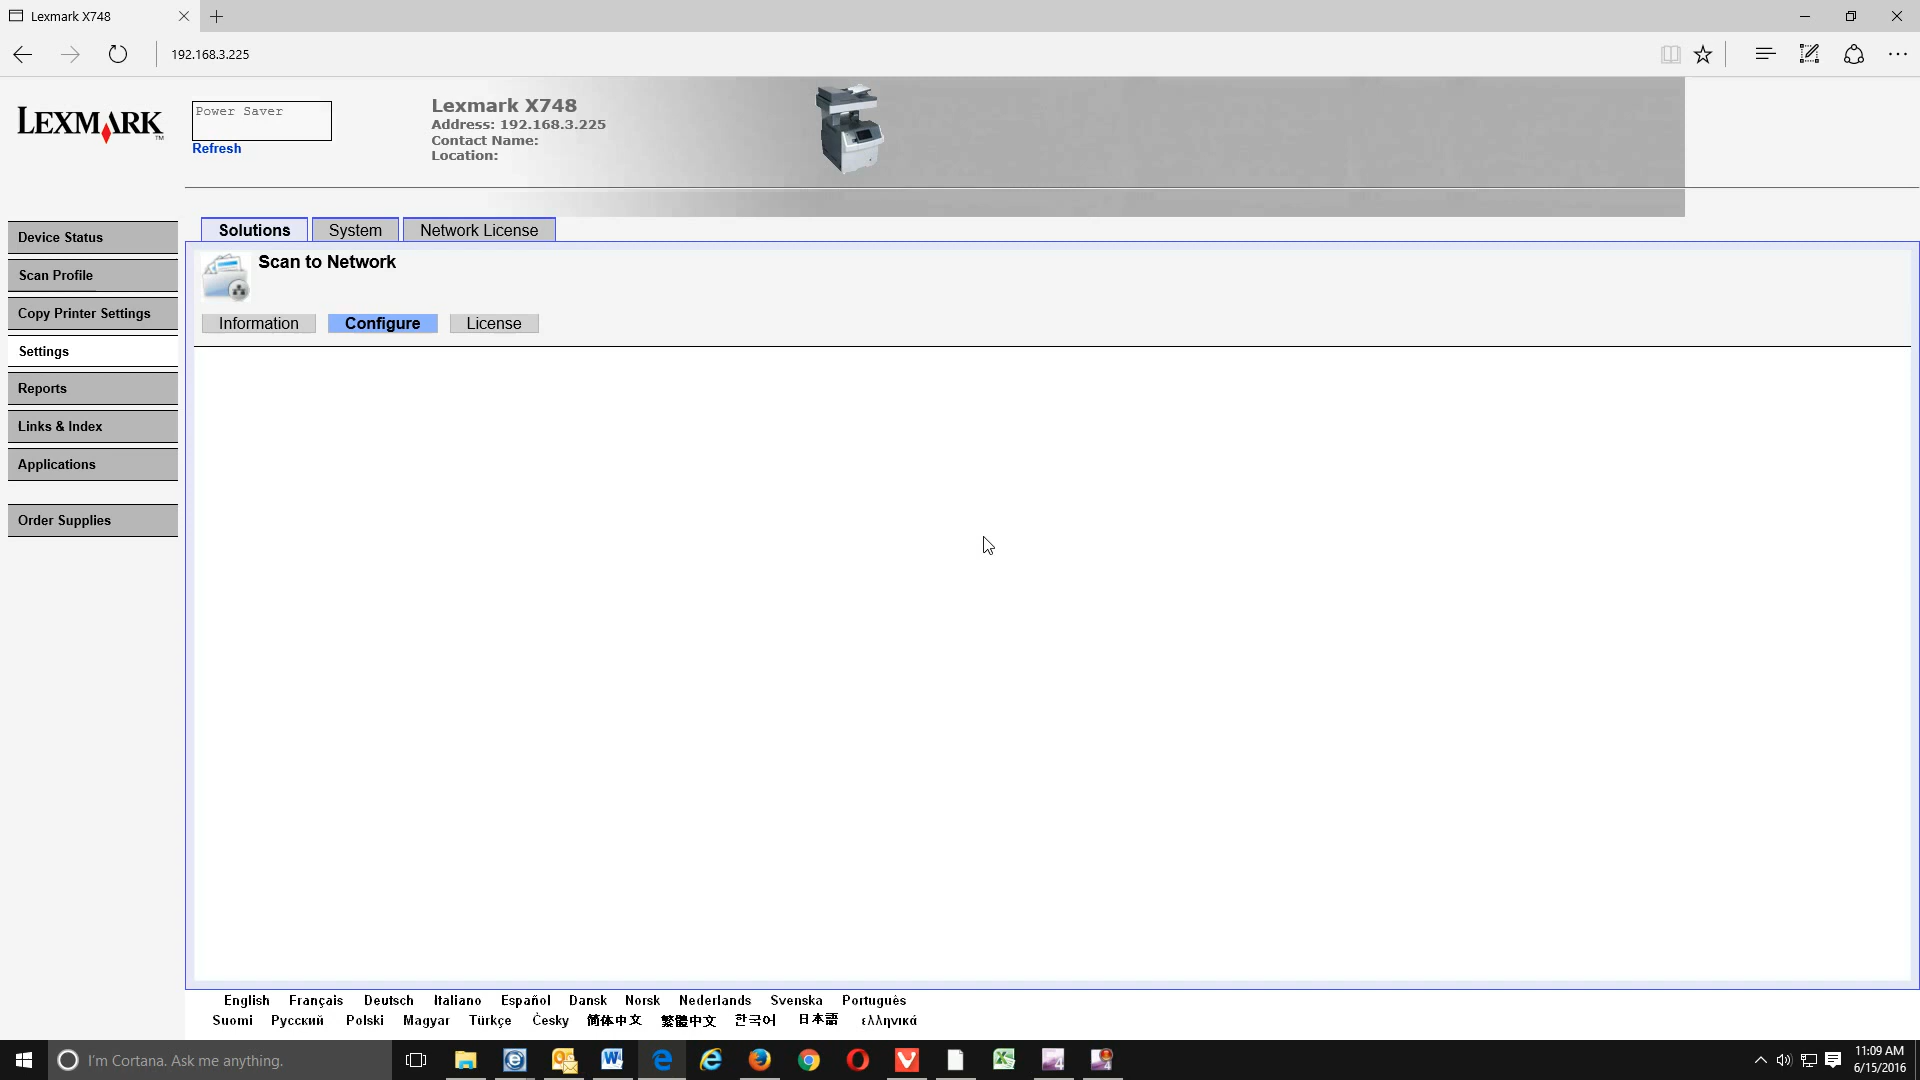 Lexmark X748
192.168.3.225
LEXMARK™
Power Saver
Refresh
Lexmark X748
Address: 192.168.3.225
Contact Name:
Location:
Device Status
Scan Profile
Copy Printer Settings
Settings
Reports
Links & Index
Applications
Order Supplies
Solutions System Network License
Scan to Network
Information Configure License
English Français Deutsch Italiano Español Dansk Norsk Nederlands Svenska Português
Suomi Русский Polski Magyar Türkçe Česky 简体中文 繁體中文 한국어 日本語 ελληνικά
I'm Cortana. Ask me anything.
11:09 AM
6/15/2016